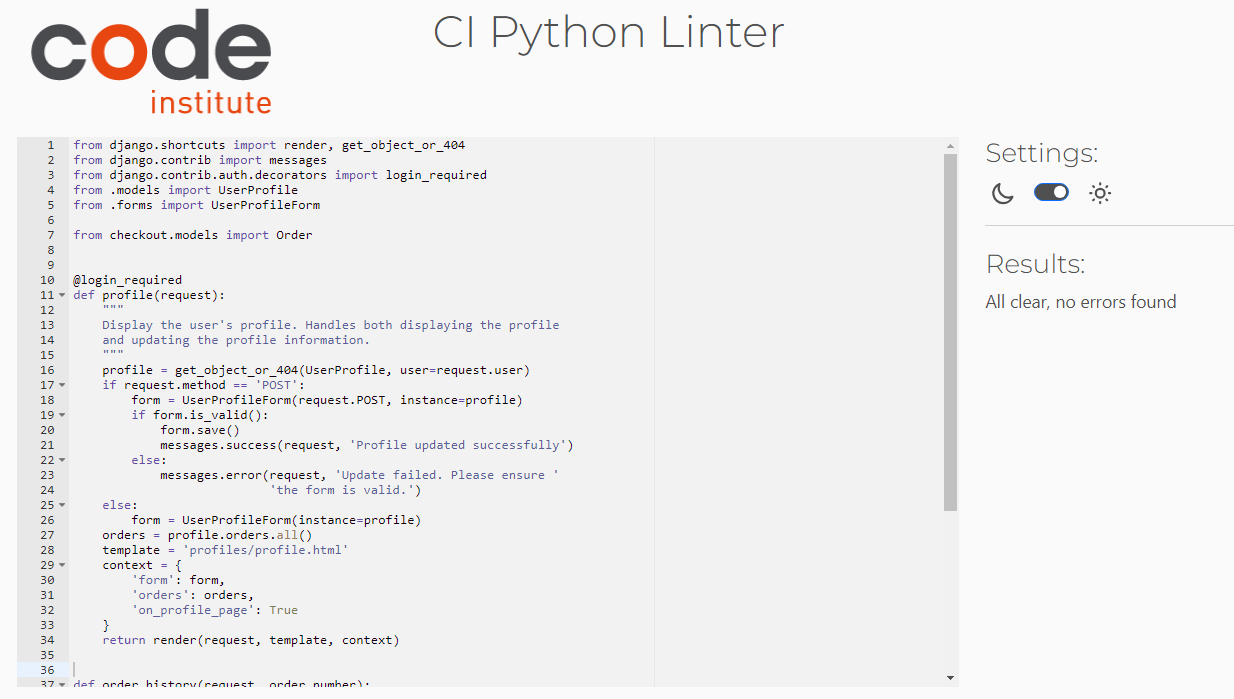 code
institute
CI Python Linter
1 from django.shortcuts import render, get_object_or_404
2 from django.contrib import messages
3 from django.contrib.auth.decorators import login_required
4 from .models import UserProfile
5 from .forms import UserProfileForm
6
7 from checkout.models import Order
8
9
10 @login_required
11 def profile(request):
12     """
13     Display the user's profile. Handles both displaying the profile
14     and updating the profile information.
15     """
16     profile = get_object_or_404(UserProfile, user=request.user)
17     if request.method == 'POST':
18         form = UserProfileForm(request.POST, instance=profile)
19         if form.is_valid():
20             form.save()
21             messages.success(request, 'Profile updated successfully')
22         else:
23             messages.error(request, 'Update failed. Please ensure '
24                            'the form is valid.')
25     else:
26         form = UserProfileForm(instance=profile)
27     orders = profile.orders.all()
28     template = 'profiles/profile.html'
29     context = {
30         'form': form,
31         'orders': orders,
32         'on_profile_page': True
33     }
34     return render(request, template, context)
35
36
37 def order_history(request, order_number):
Settings:
Results:
All clear, no errors found